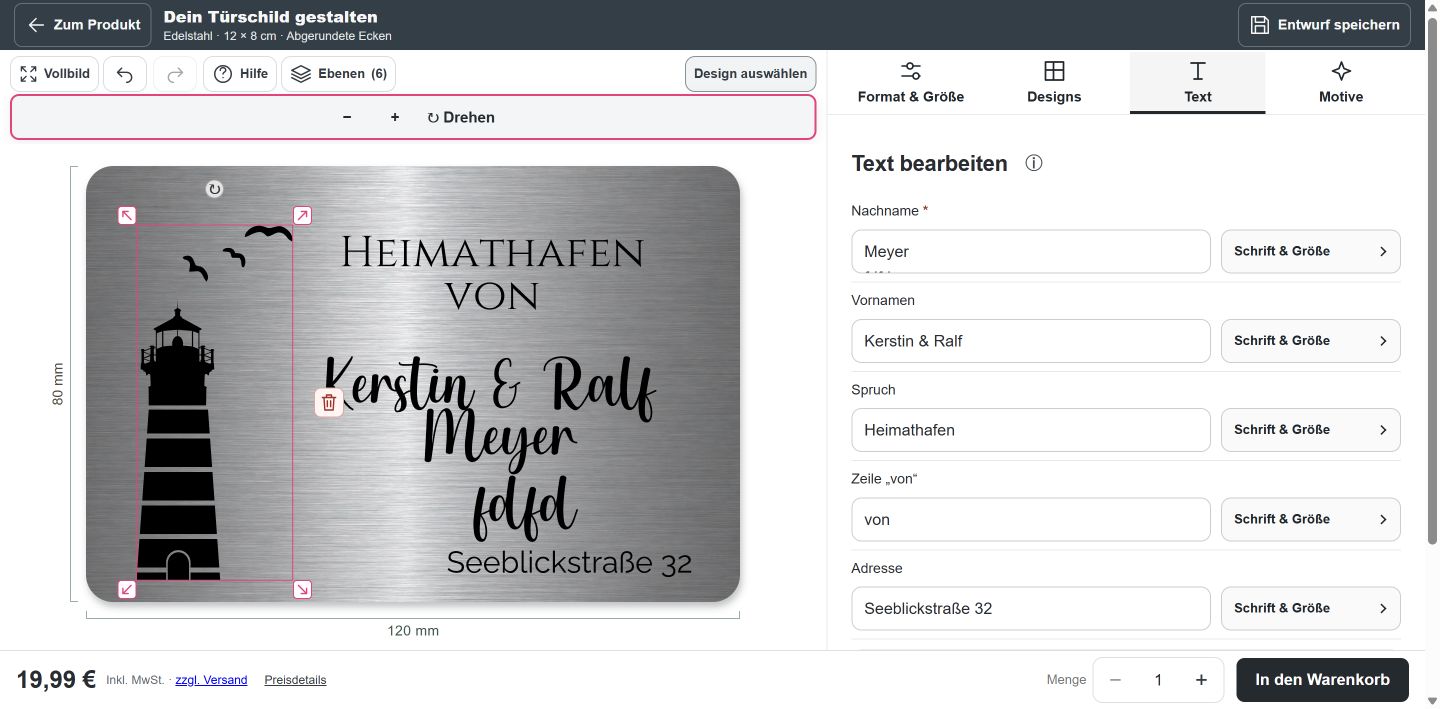 Zum Produkt
Dein Türschild gestalten
Edelstahl · 12 × 8 cm · Abgerundete Ecken
Entwurf speichern
Vollbild
Hilfe
Ebenen (6)
Design auswählen
− + ↻ Drehen
Format & Größe
Designs
Text
Motive
80 mm
Heimathafen
von
Kerstin & Ralf
Meyer
fdfd
Seeblickstraße 32
120 mm
Text bearbeiten
Nachname *
Meyer
Schrift & Größe
Vornamen
Kerstin & Ralf
Schrift & Größe
Spruch
Heimathafen
Schrift & Größe
Zeile „von“
von
Schrift & Größe
Adresse
Seeblickstraße 32
Schrift & Größe
19,99 €
Inkl. MwSt. · zzgl. Versand
Preisdetails
Menge
− 1 +
In den Warenkorb